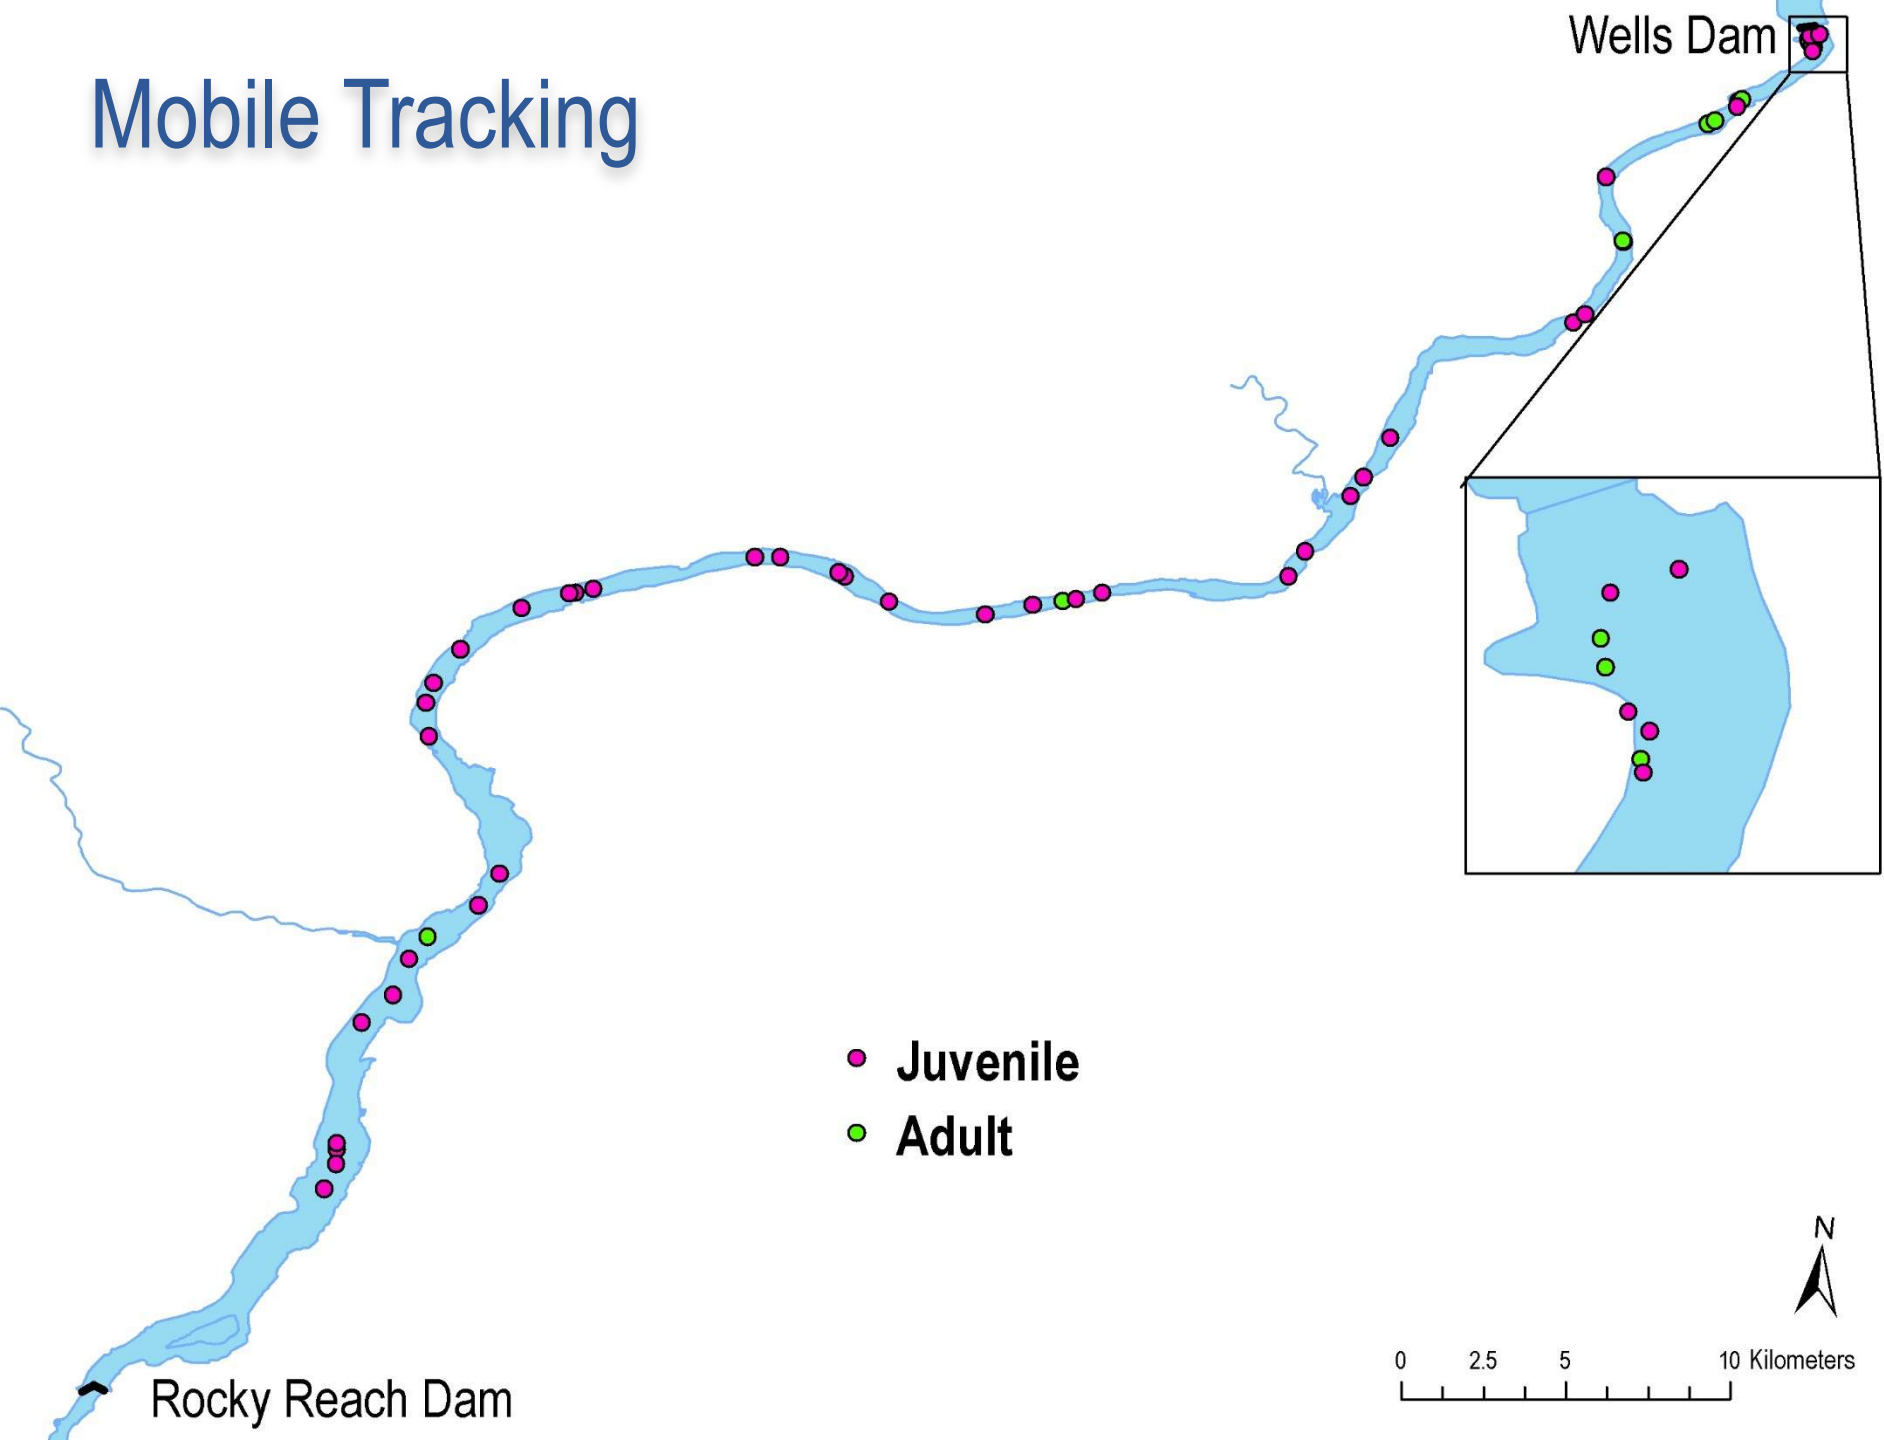 Wells Dam
Mobile Tracking
Juvenile
Adult
N
0 2.5 5 10 Kilometers
Rocky Reach Dam